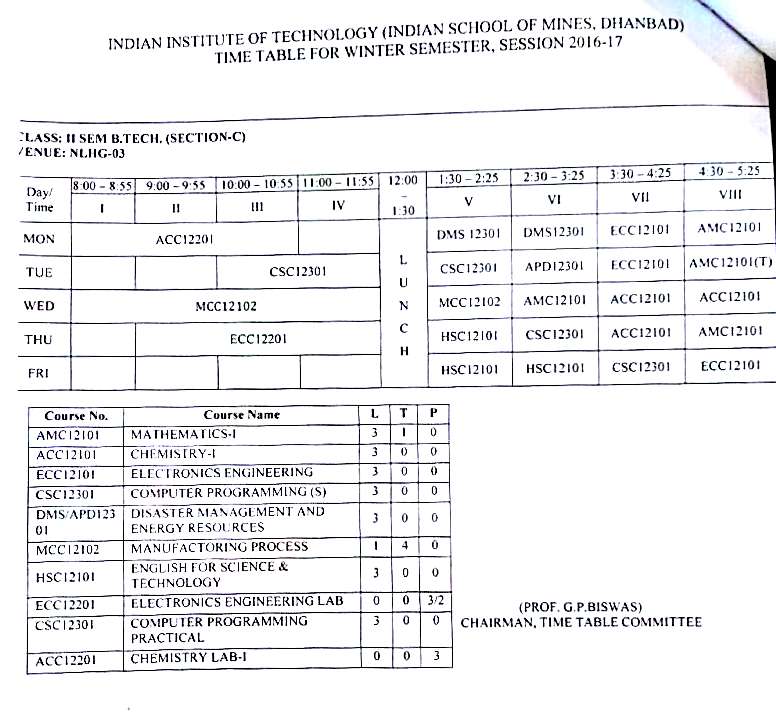 INDIAN INSTITUTE OF TECHNOLOGY (INDIAN SCHOOL OF MINES, DHANBAD)
TIME TABLE FOR WINTER SEMESTER, SESSION 2016-17
CLASS: II SEM B.TECH. (SECTION-C)
VENUE: NLHG-03
Day/ Time 8:00 – 8:55 9:00 – 9:55 10:00 – 10:55 11:00 – 11:55 12:00 – 1:30 1:30 – 2:25 2:30 – 3:25 3:30 – 4:25 4:30 – 5:25
I II III IV V VI VII VIII
MON ACC12201 DMS 12301 DMS12301 ECC12101 AMC12101
TUE CSC12301 CSC12301 APD12301 ECC12101 AMC12101(T)
WED MCC12102 MCC12102 AMC12101 ACC12101 ACC12101
THU ECC12201 HSC12101 CSC12301 ACC12101 AMC12101
FRI HSC12101 HSC12101 CSC12301 ECC12101
L
U
N
C
H
Course No. Course Name L T P
AMC12101 MATHEMATICS-I 3 1 0
ACC12101 CHEMISTRY-I 3 0 0
ECC12101 ELECTRONICS ENGINEERING 3 0 0
CSC12301 COMPUTER PROGRAMMING (S) 3 0 0
DMS/APD123 01 DISASTER MANAGEMENT AND ENERGY RESOURCES 3 0 0
MCC12102 MANUFACTORING PROCESS 1 4 0
HSC12101 ENGLISH FOR SCIENCE & TECHNOLOGY 3 0 0
ECC12201 ELECTRONICS ENGINEERING LAB 0 0 3/2
CSC12301 COMPUTER PROGRAMMING PRACTICAL 3 0 0
ACC12201 CHEMISTRY LAB-I 0 0 3
(PROF. G.P.BISWAS)
CHAIRMAN, TIME TABLE COMMITTEE